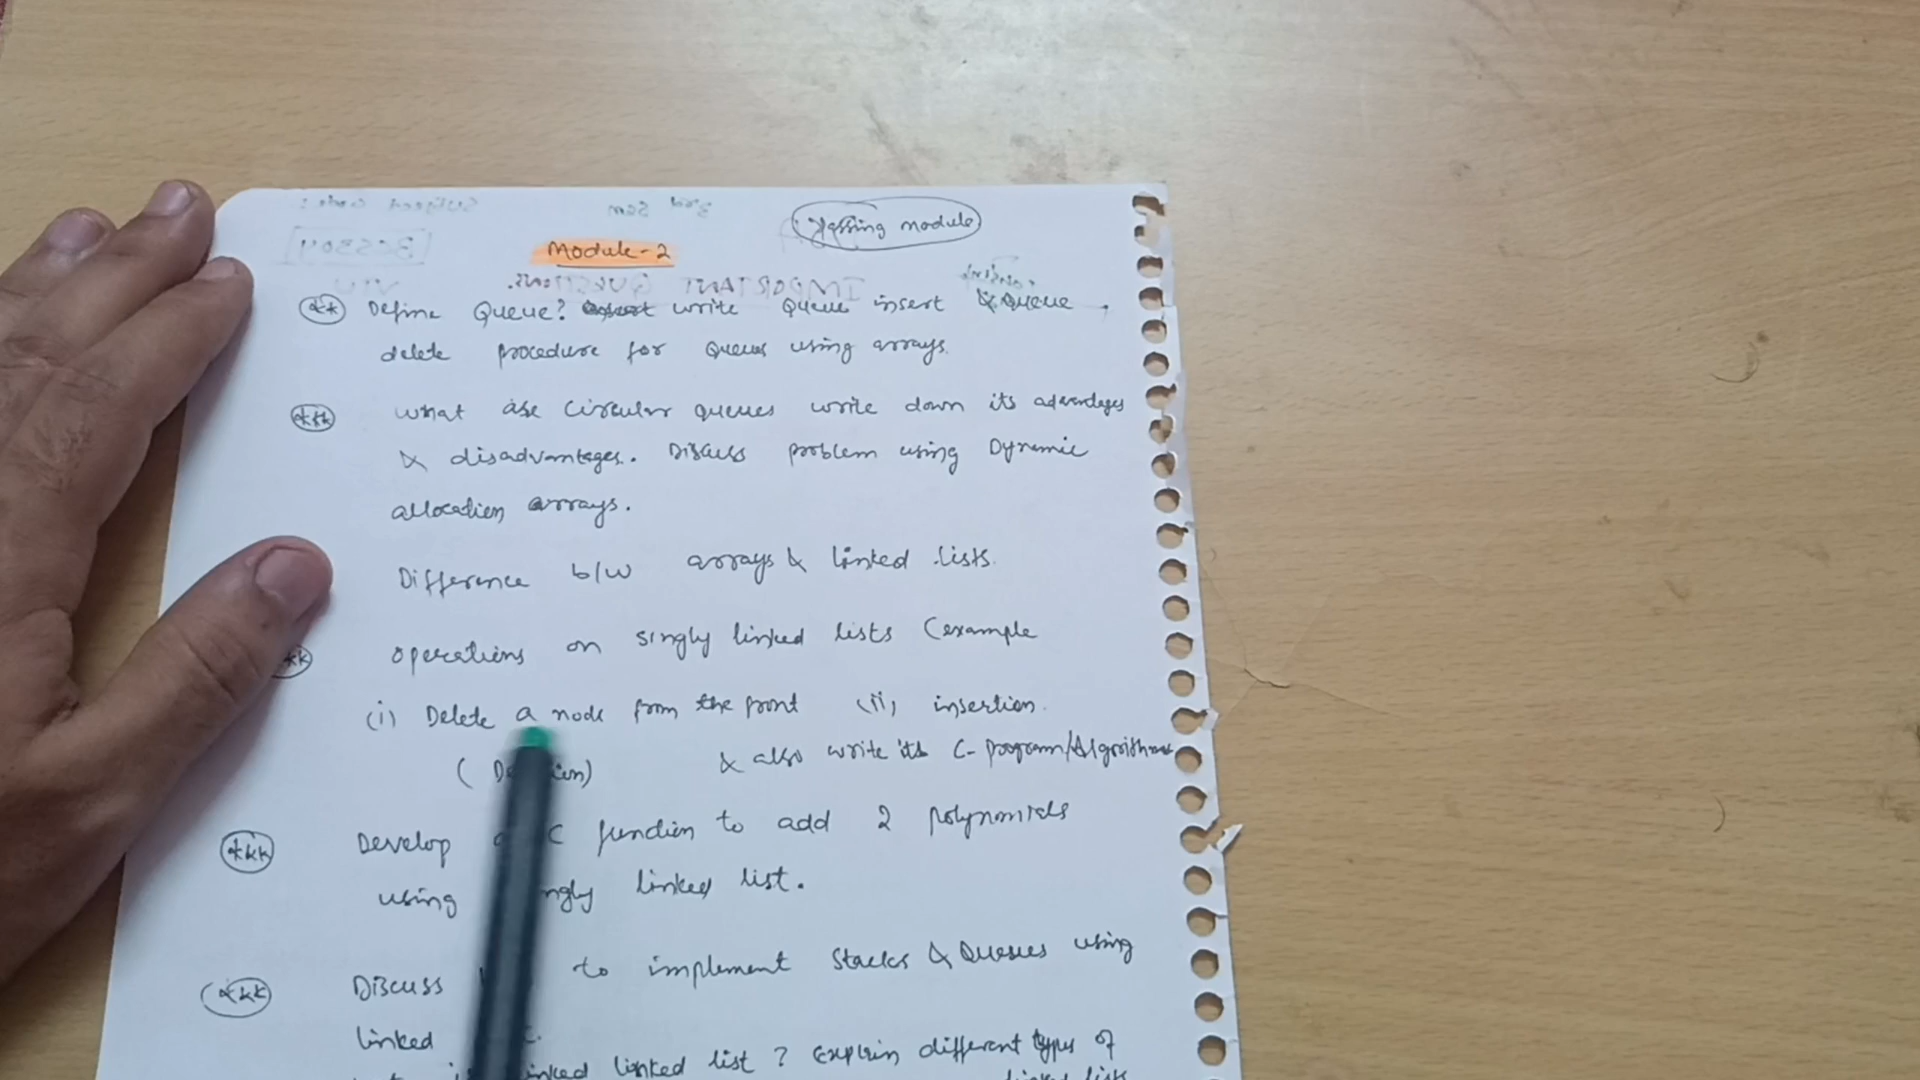 Passing module
Module-2
** Define Queue? write Queue insert & Queue
delete procedure for Queues using arrays.
*** What are Circular queues write down its advantages
& disadvantages. Discuss problem using Dynamic
allocation arrays.
Difference b/w arrays & linked lists.
operations on singly linked lists (example
(i) Delete a node from the front (ii) insertion.
& also write its C-program/Algorithms
*** Develop C function to add 2 polynomials
using linked list.
*** Discuss to implement Stacks & Queues using
linked
linked list? Explain different types of
linked lists